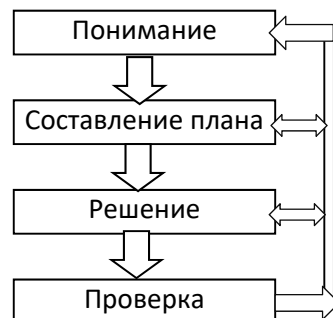 Понимание
Составление плана
Решение
Проверка